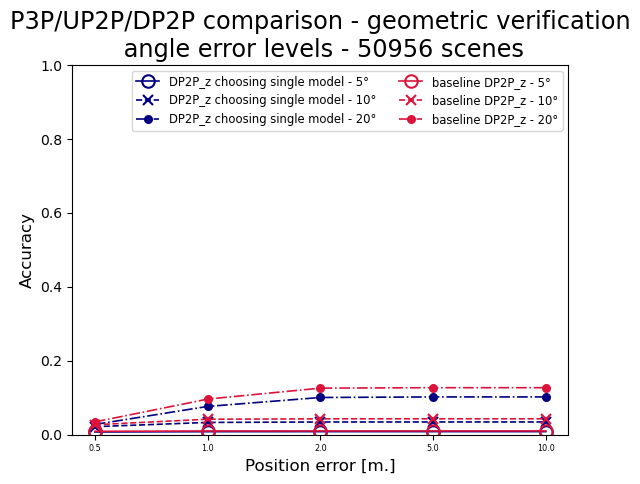 P3P/UP2P/DP2P comparison - geometric verification
angle error levels - 50956 scenes
DP2P_z choosing single model - 5°
DP2P_z choosing single model - 10°
DP2P_z choosing single model - 20°
baseline DP2P_z - 5°
baseline DP2P_z - 10°
baseline DP2P_z - 20°
Accuracy
1.0
0.8
0.6
0.4
0.2
0.0
0.5
1.0
2.0
5.0
10.0
Position error [m.]